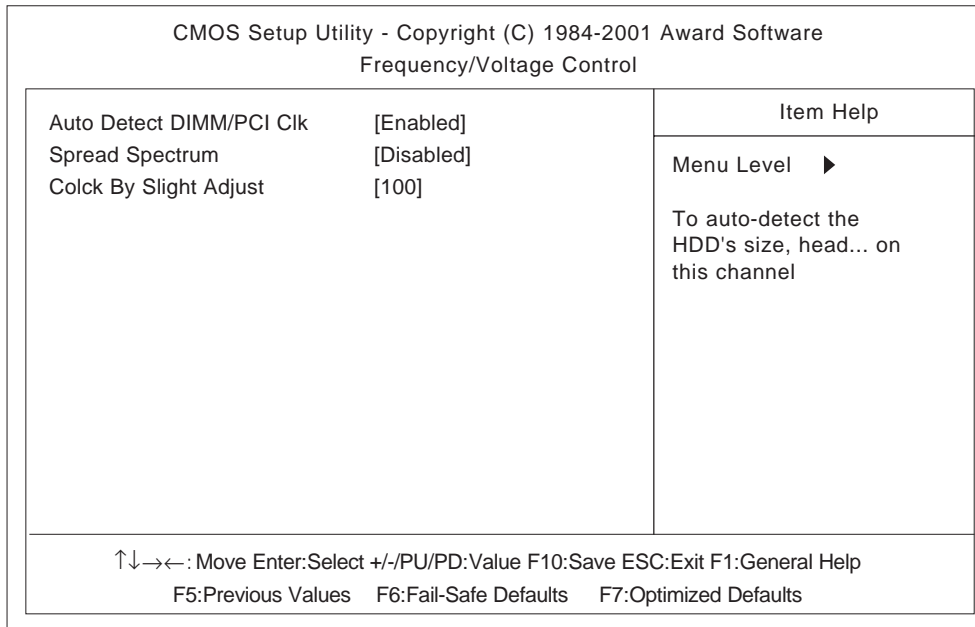 CMOS Setup Utility - Copyright (C) 1984-2001 Award Software
Frequency/Voltage Control
Auto Detect DIMM/PCI Clk [Enabled]
Spread Spectrum [Disabled]
Colck By Slight Adjust [100]
Item Help
Menu Level ▶
To auto-detect the
HDD's size, head... on
this channel
↑↓→←: Move Enter:Select +/-/PU/PD:Value F10:Save ESC:Exit F1:General Help
F5:Previous Values F6:Fail-Safe Defaults F7:Optimized Defaults